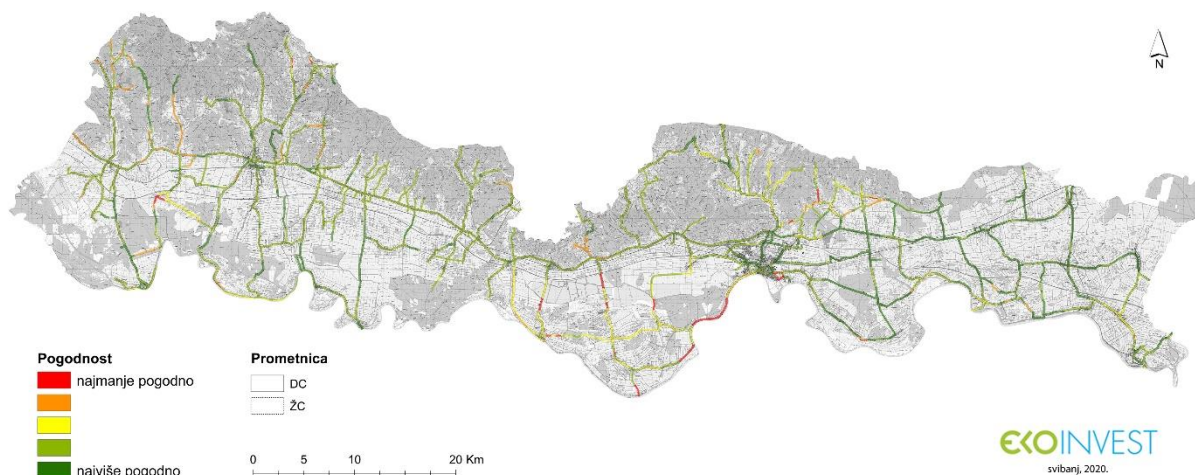 N
Pogodnost
najmanje pogodno
najviše pogodno
Prometnica
DC
ŽC
0 5 10 20 Km
EKOINVEST
svibanj, 2020.